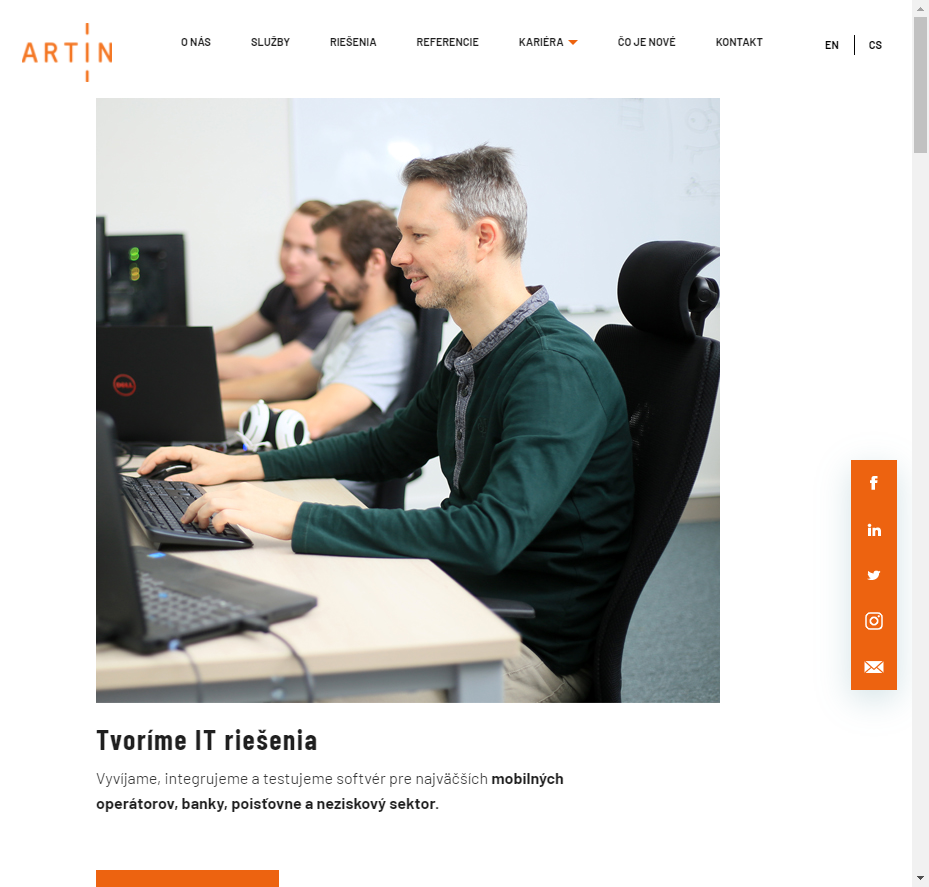 ARTIN
O NÁS
SLUŽBY
RIEŠENIA
REFERENCIE
KARIÉRA
ČO JE NOVÉ
KONTAKT
EN
CS
DELL
Tvoríme IT riešenia
Vyvíjame, integrujeme a testujeme softvér pre najväčších mobilných
operátorov, banky, poisťovne a neziskový sektor.